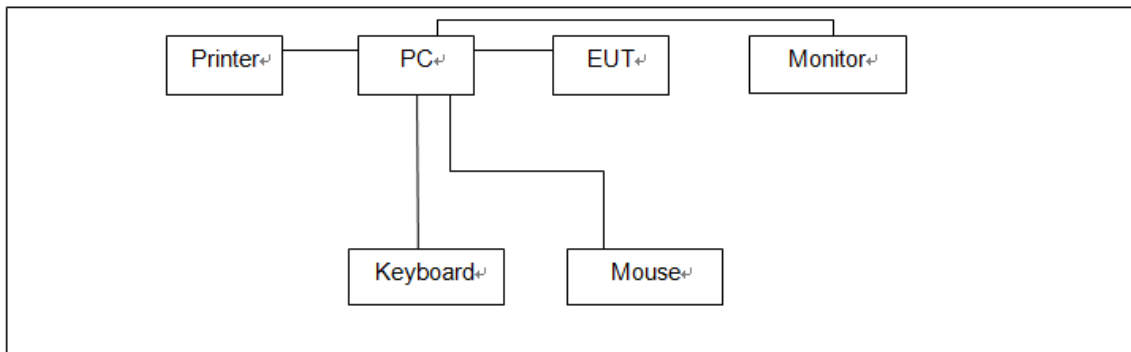 Printer
PC
EUT
Monitor
Keyboard
Mouse